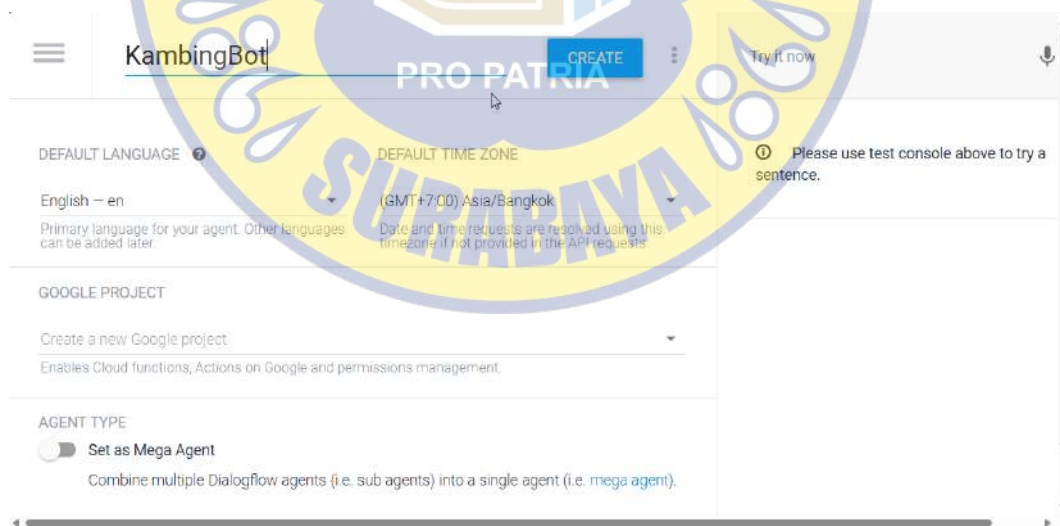 KambingBot
CREATE
Try it now
PRO PATRIA
DEFAULT LANGUAGE
DEFAULT TIME ZONE
Please use test console above to try a
sentence.
English — en
(GMT+7:00) Asia/Bangkok
Primary language for your agent. Other languages
can be added later.
Date and time requests are resolved using this
timezone if not provided in the API requests.
SURABAYA
GOOGLE PROJECT
Create a new Google project
Enables Cloud functions, Actions on Google and permissions management.
AGENT TYPE
Set as Mega Agent
Combine multiple Dialogflow agents (i.e. sub agents) into a single agent (i.e. mega agent).